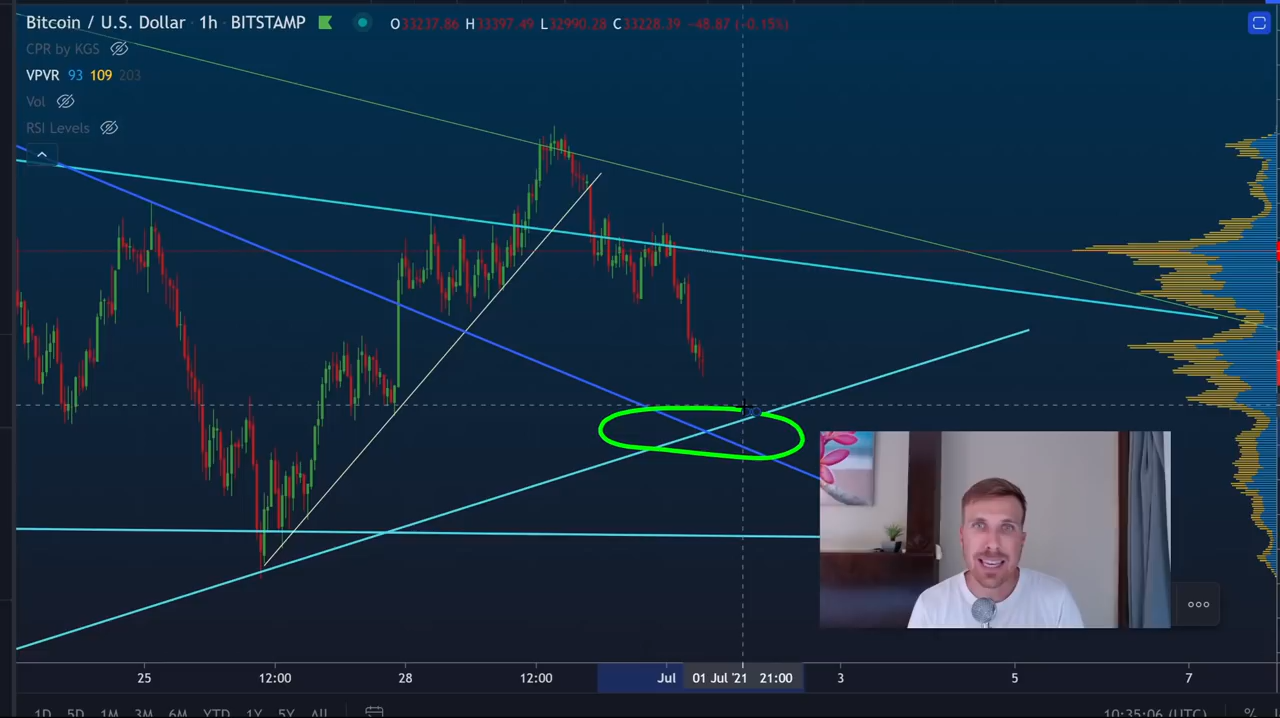 Bitcoin / U.S. Dollar 1h BITSTAMP O33237.86 H33397.49 L32990.28 C33228.39 −48.87 (−0.15%)
CPR by KGS
VPVR 93 109 203
Vol
RSI Levels
25 12:00 28 12:00 Jul 01 Jul '21 21:00 3 5 7
1D 5D 1M 3M 6M YTD 1Y 5Y All 10:35:06 (UTC) %